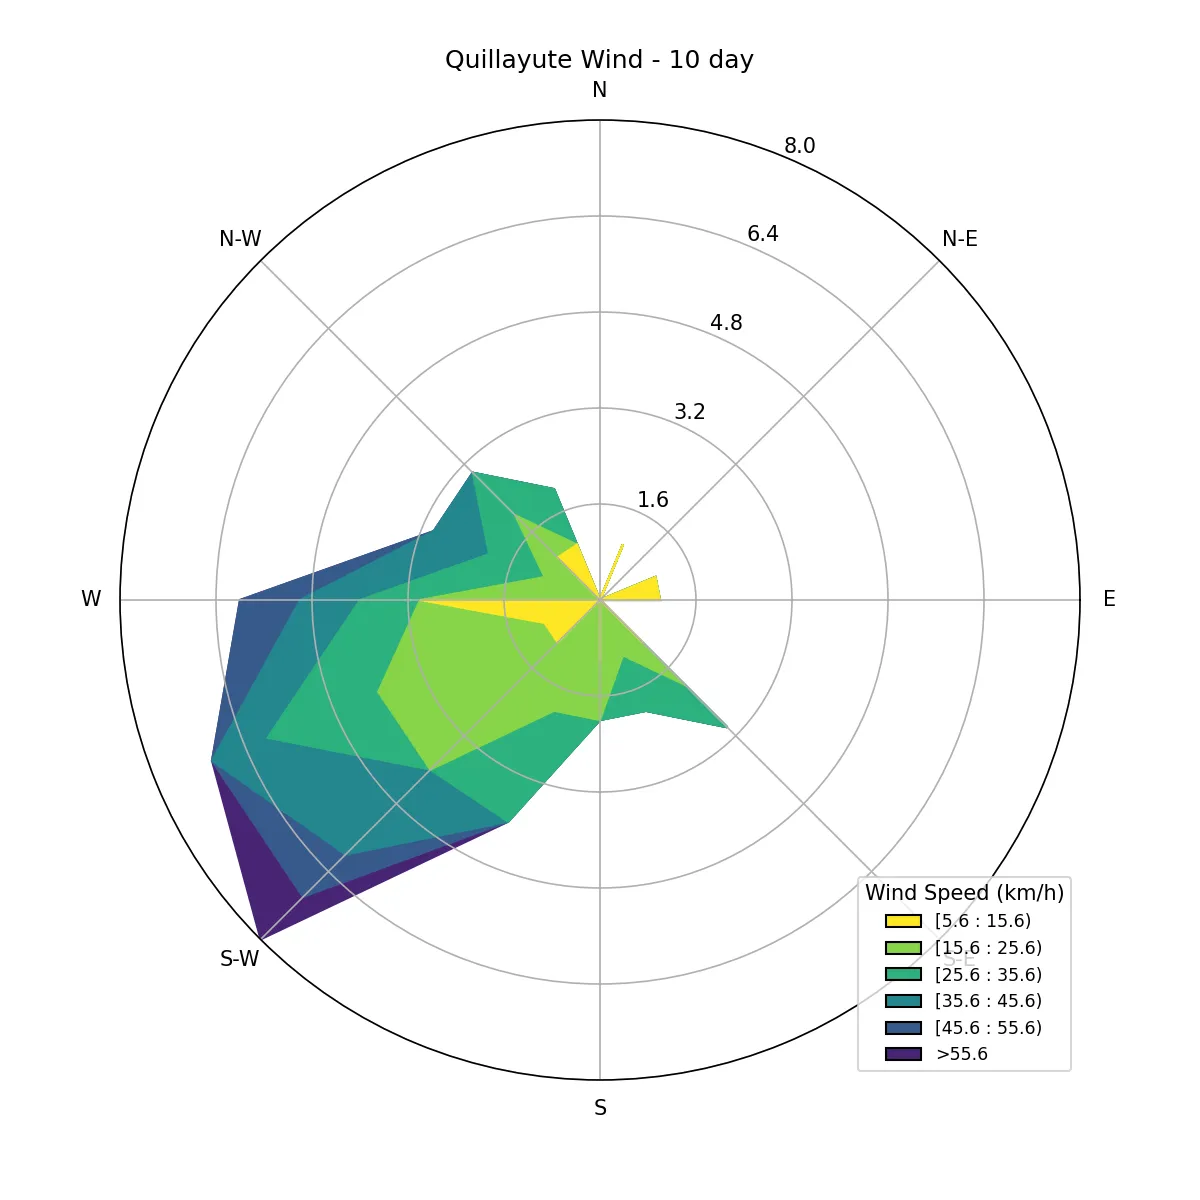 Quillayute Wind - 10 day
N
8.0
N-W
6.4
N-E
4.8
3.2
1.6
W
E
S-W
S-E
S
Wind Speed (km/h)
[5.6 : 15.6)
[15.6 : 25.6)
[25.6 : 35.6)
[35.6 : 45.6)
[45.6 : 55.6)
>55.6